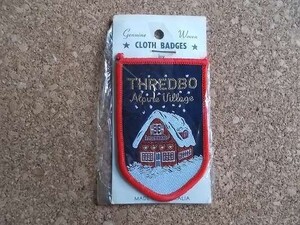 Genuine Woven
CLOTH BADGES
THREDBO
Alpine Village